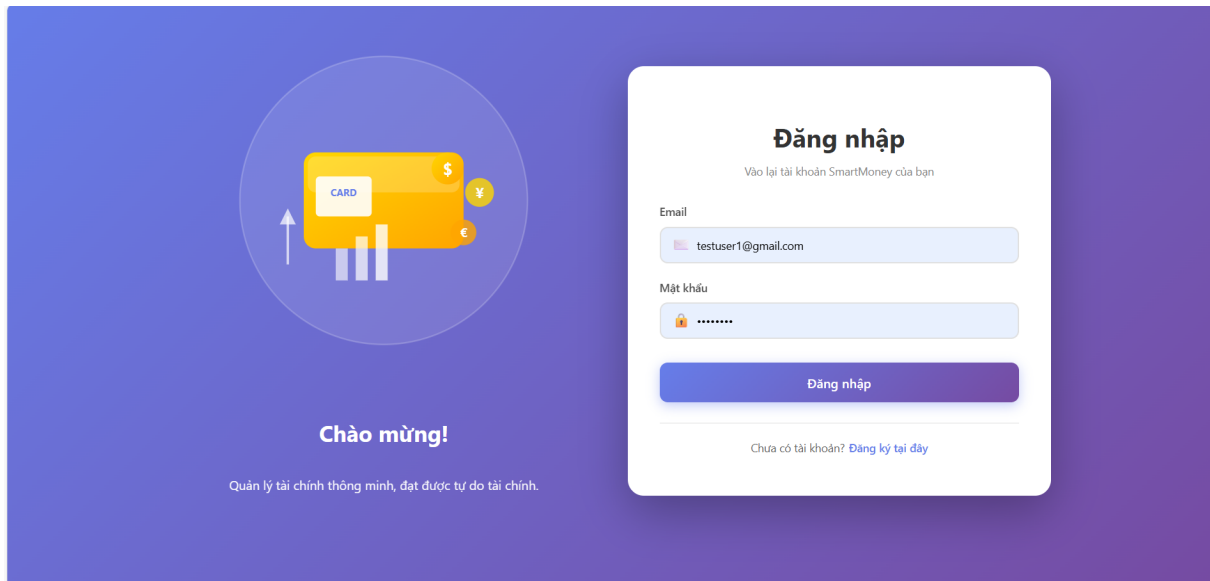 CARD
$
¥
€
Chào mừng!
Quản lý tài chính thông minh, đạt được tự do tài chính.
Đăng nhập
Vào lại tài khoản SmartMoney của bạn
Email
testuser1@gmail.com
Mật khẩu
••••••••
Đăng nhập
Chưa có tài khoản? Đăng ký tại đây